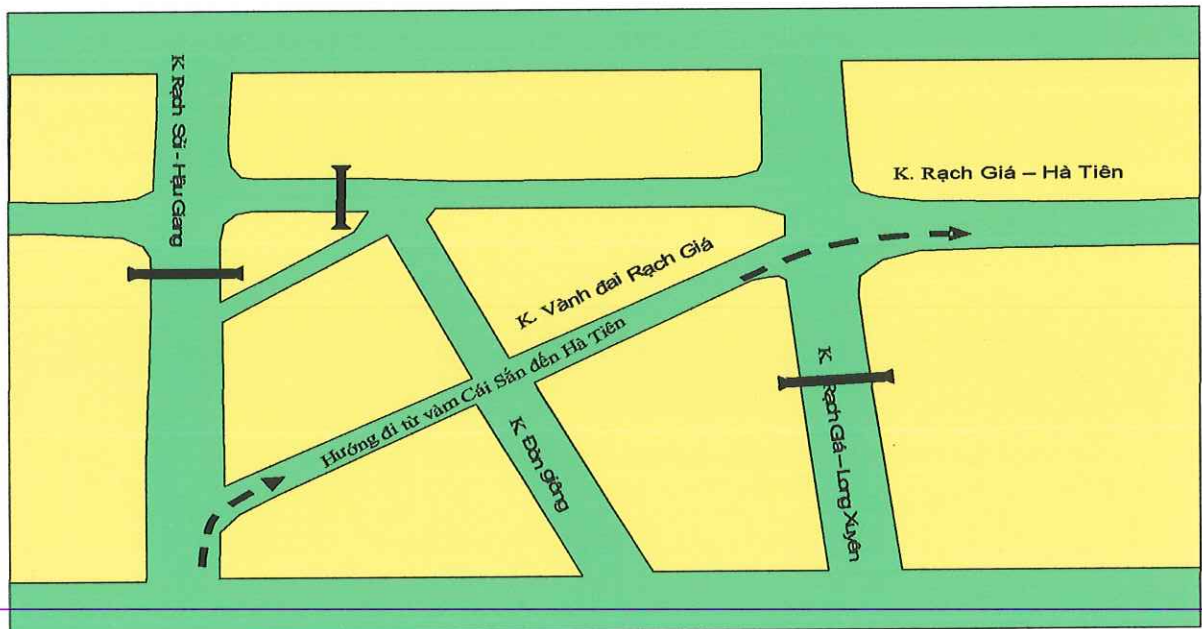 K. Rạch Sỏi - Hậu Giang
K. Rạch Giá – Hà Tiên
K. Vành đai Rạch Giá
Hướng đi từ vàm Cái Sắn đến Hà Tiên
K Đòn giông
K. Rạch Giá – Long Xuyên